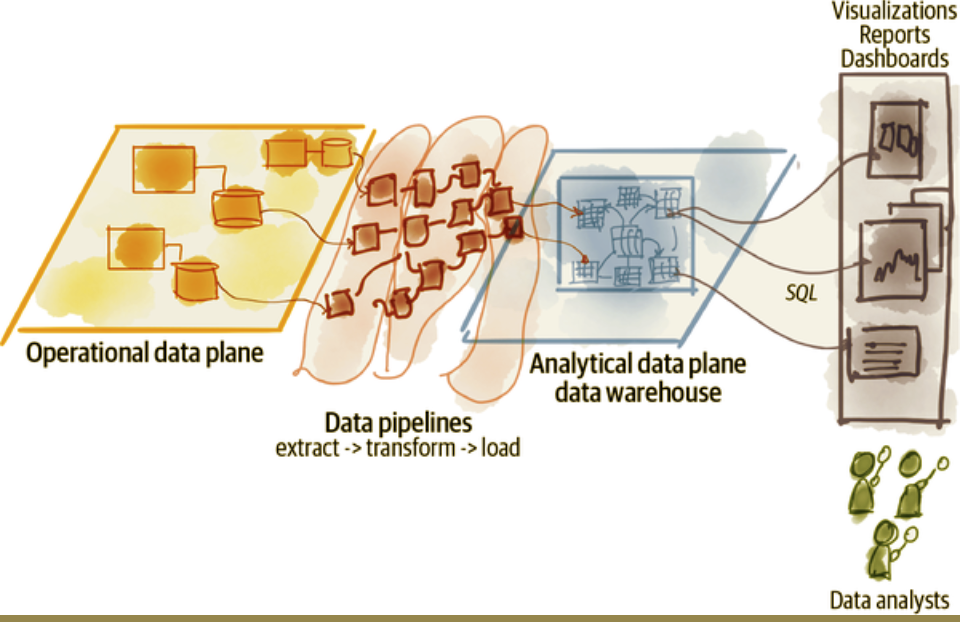 Visualizations
Reports
Dashboards
SQL
Operational data plane
Analytical data plane
data warehouse
Data pipelines
extract -> transform -> load
Data analysts